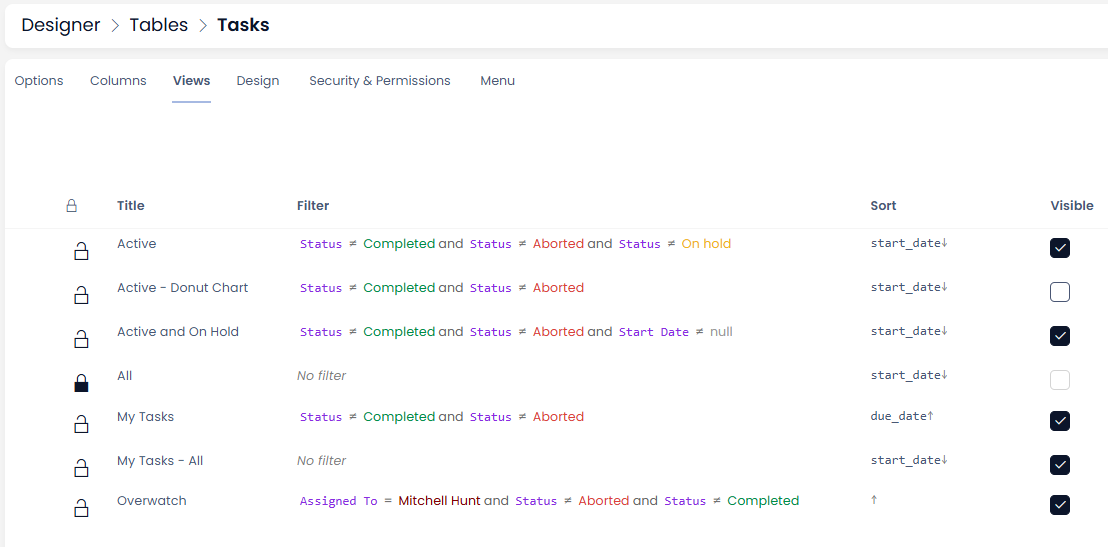 Designer > Tables > Tasks
Options Columns Views Design Security & Permissions Menu
Title Filter Sort Visible
Active Status ≠ Completed and Status ≠ Aborted and Status ≠ On hold start_date↓
Active - Donut Chart Status ≠ Completed and Status ≠ Aborted start_date↓
Active and On Hold Status ≠ Completed and Status ≠ Aborted and Start Date ≠ null start_date↓
All No filter start_date↓
My Tasks Status ≠ Completed and Status ≠ Aborted due_date↑
My Tasks - All No filter start_date↓
Overwatch Assigned To = Mitchell Hunt and Status ≠ Aborted and Status ≠ Completed ↑